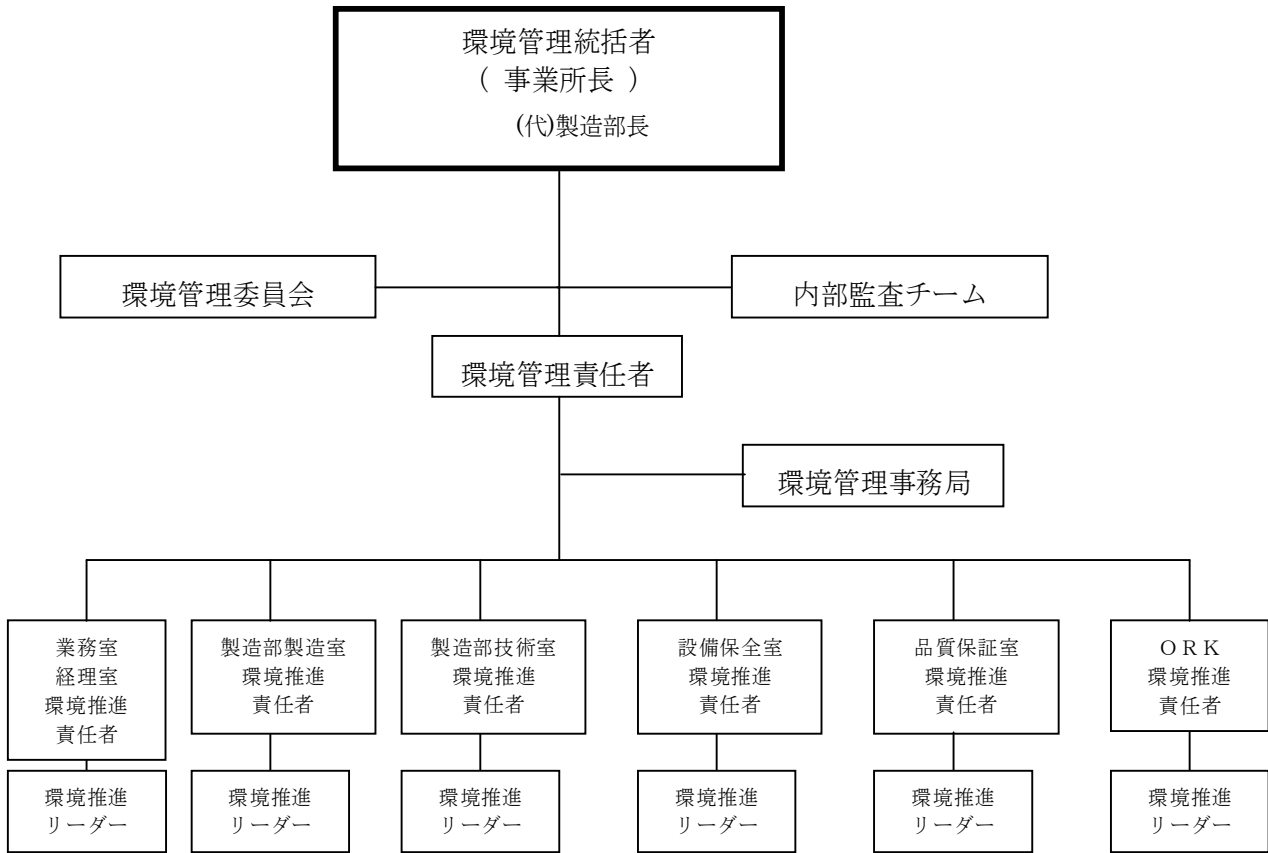 環境管理統括者
( 事業所長 )
(代)製造部長
環境管理委員会
内部監査チーム
環境管理責任者
環境管理事務局
業務室
経理室
環境推進
責任者
製造部製造室
環境推進
責任者
製造部技術室
環境推進
責任者
設備保全室
環境推進
責任者
品質保証室
環境推進
責任者
ORK
環境推進
責任者
環境推進
リーダー
環境推進
リーダー
環境推進
リーダー
環境推進
リーダー
環境推進
リーダー
環境推進
リーダー